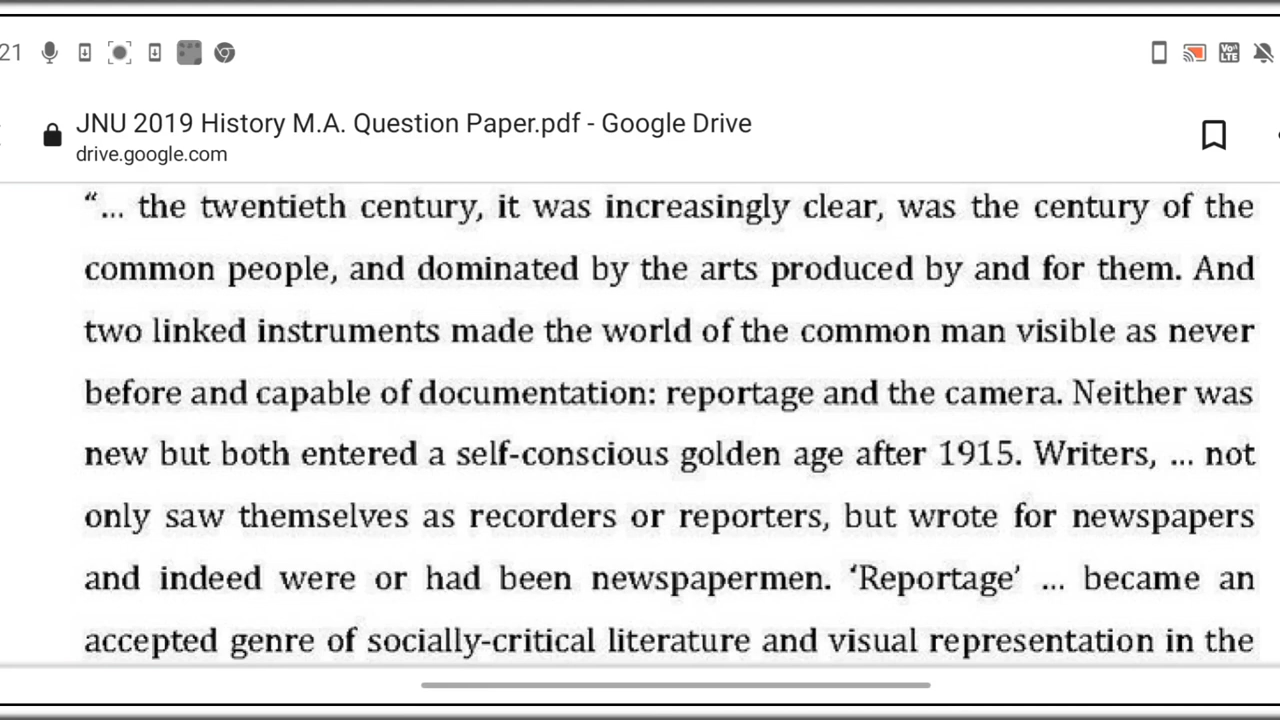 21
Vo LTE
JNU 2019 History M.A. Question Paper.pdf - Google Drive
drive.google.com
“... the twentieth century, it was increasingly clear, was the century of the
common people, and dominated by the arts produced by and for them. And
two linked instruments made the world of the common man visible as never
before and capable of documentation: reportage and the camera. Neither was
new but both entered a self-conscious golden age after 1915. Writers, ... not
only saw themselves as recorders or reporters, but wrote for newspapers
and indeed were or had been newspapermen. ‘Reportage’ ... became an
accepted genre of socially-critical literature and visual representation in the